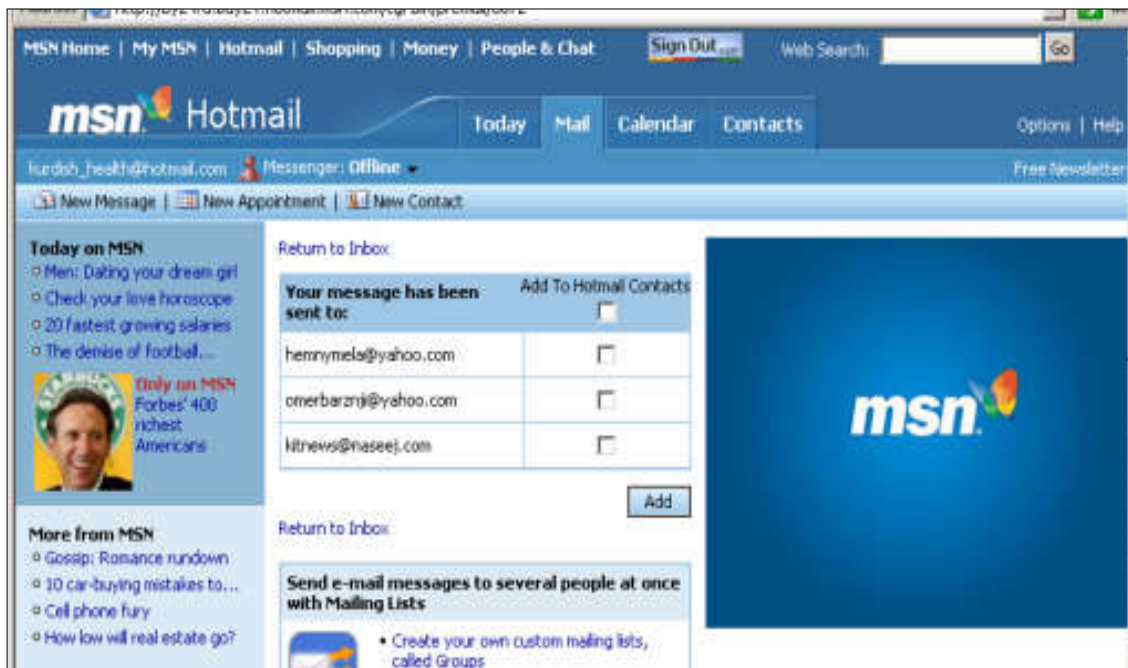 MSN Home | My MSN | Hotmail | Shopping | Money | People & Chat
Sign Out
Web Search:
Go
msn Hotmail
Today
Mail
Calendar
Contacts
Options | Help
kurdish_health@hotmail.com
Messenger: Offline
Free Newsletter
New Message | New Appointment | New Contact
Today on MSN
Men: Dating your dream girl
Check your love horoscope
20 fastest growing salaries
The demise of football...
Only on MSN
Forbes' 400
richest
Americans
More from MSN
Gossip: Romance rundown
10 car-buying mistakes to...
Cell phone fury
How low will real estate go?
Return to Inbox
Your message has been
sent to:
Add To Hotmail Contacts
hemnymela@yahoo.com
omerbarznji@yahoo.com
kitnews@naseej.com
Add
Return to Inbox
Send e-mail messages to several people at once
with Mailing Lists
• Create your own custom mailing lists,
called Groups
msn